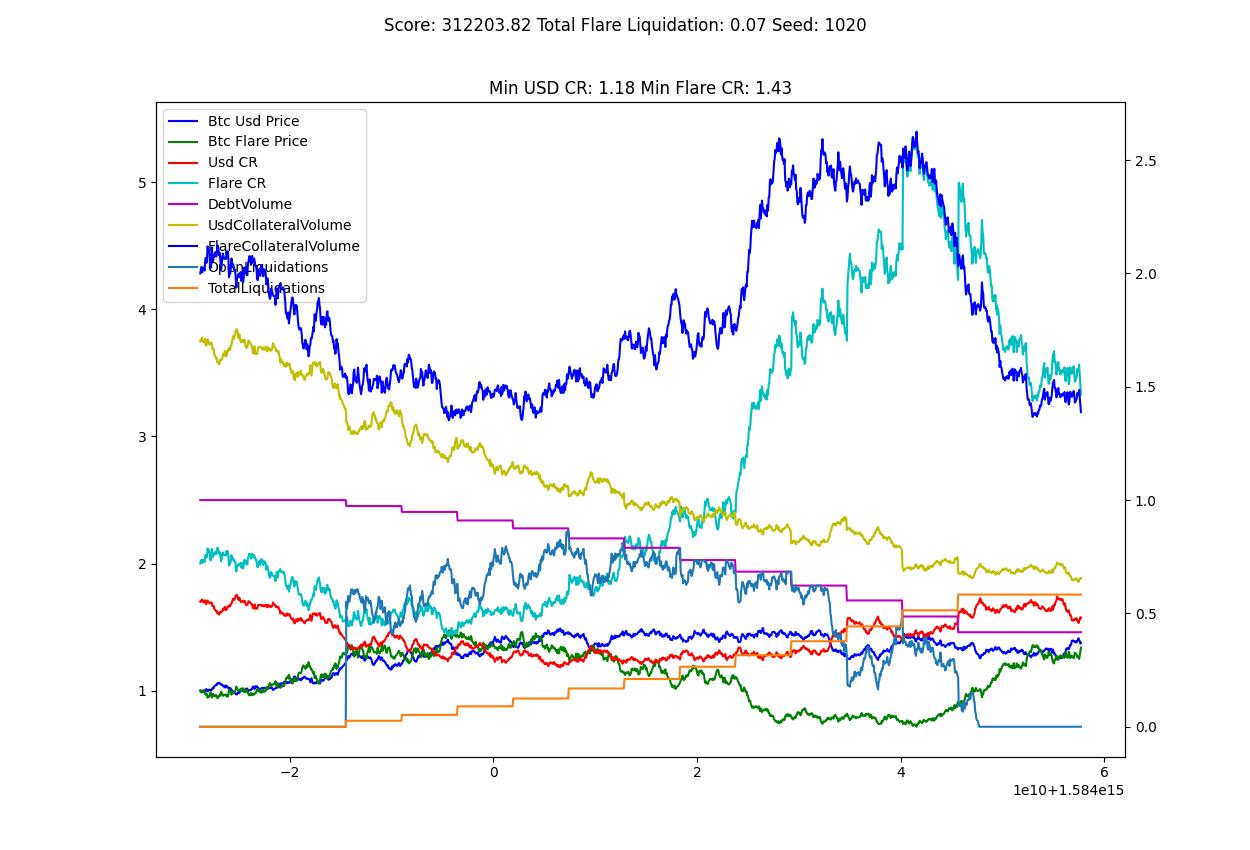 Score: 312203.82 Total Flare Liquidation: 0.07 Seed: 1020
Min USD CR: 1.18 Min Flare CR: 1.43
Btc Usd Price
Btc Flare Price
Usd CR
Flare CR
DebtVolume
UsdCollateralVolume
FlareCollateralVolume
OpenLiquidations
TotalLiquidations
5
4
3
2
1
2.5
2.0
1.5
1.0
0.5
0.0
−2
0
2
4
6
1e10+1.584e15